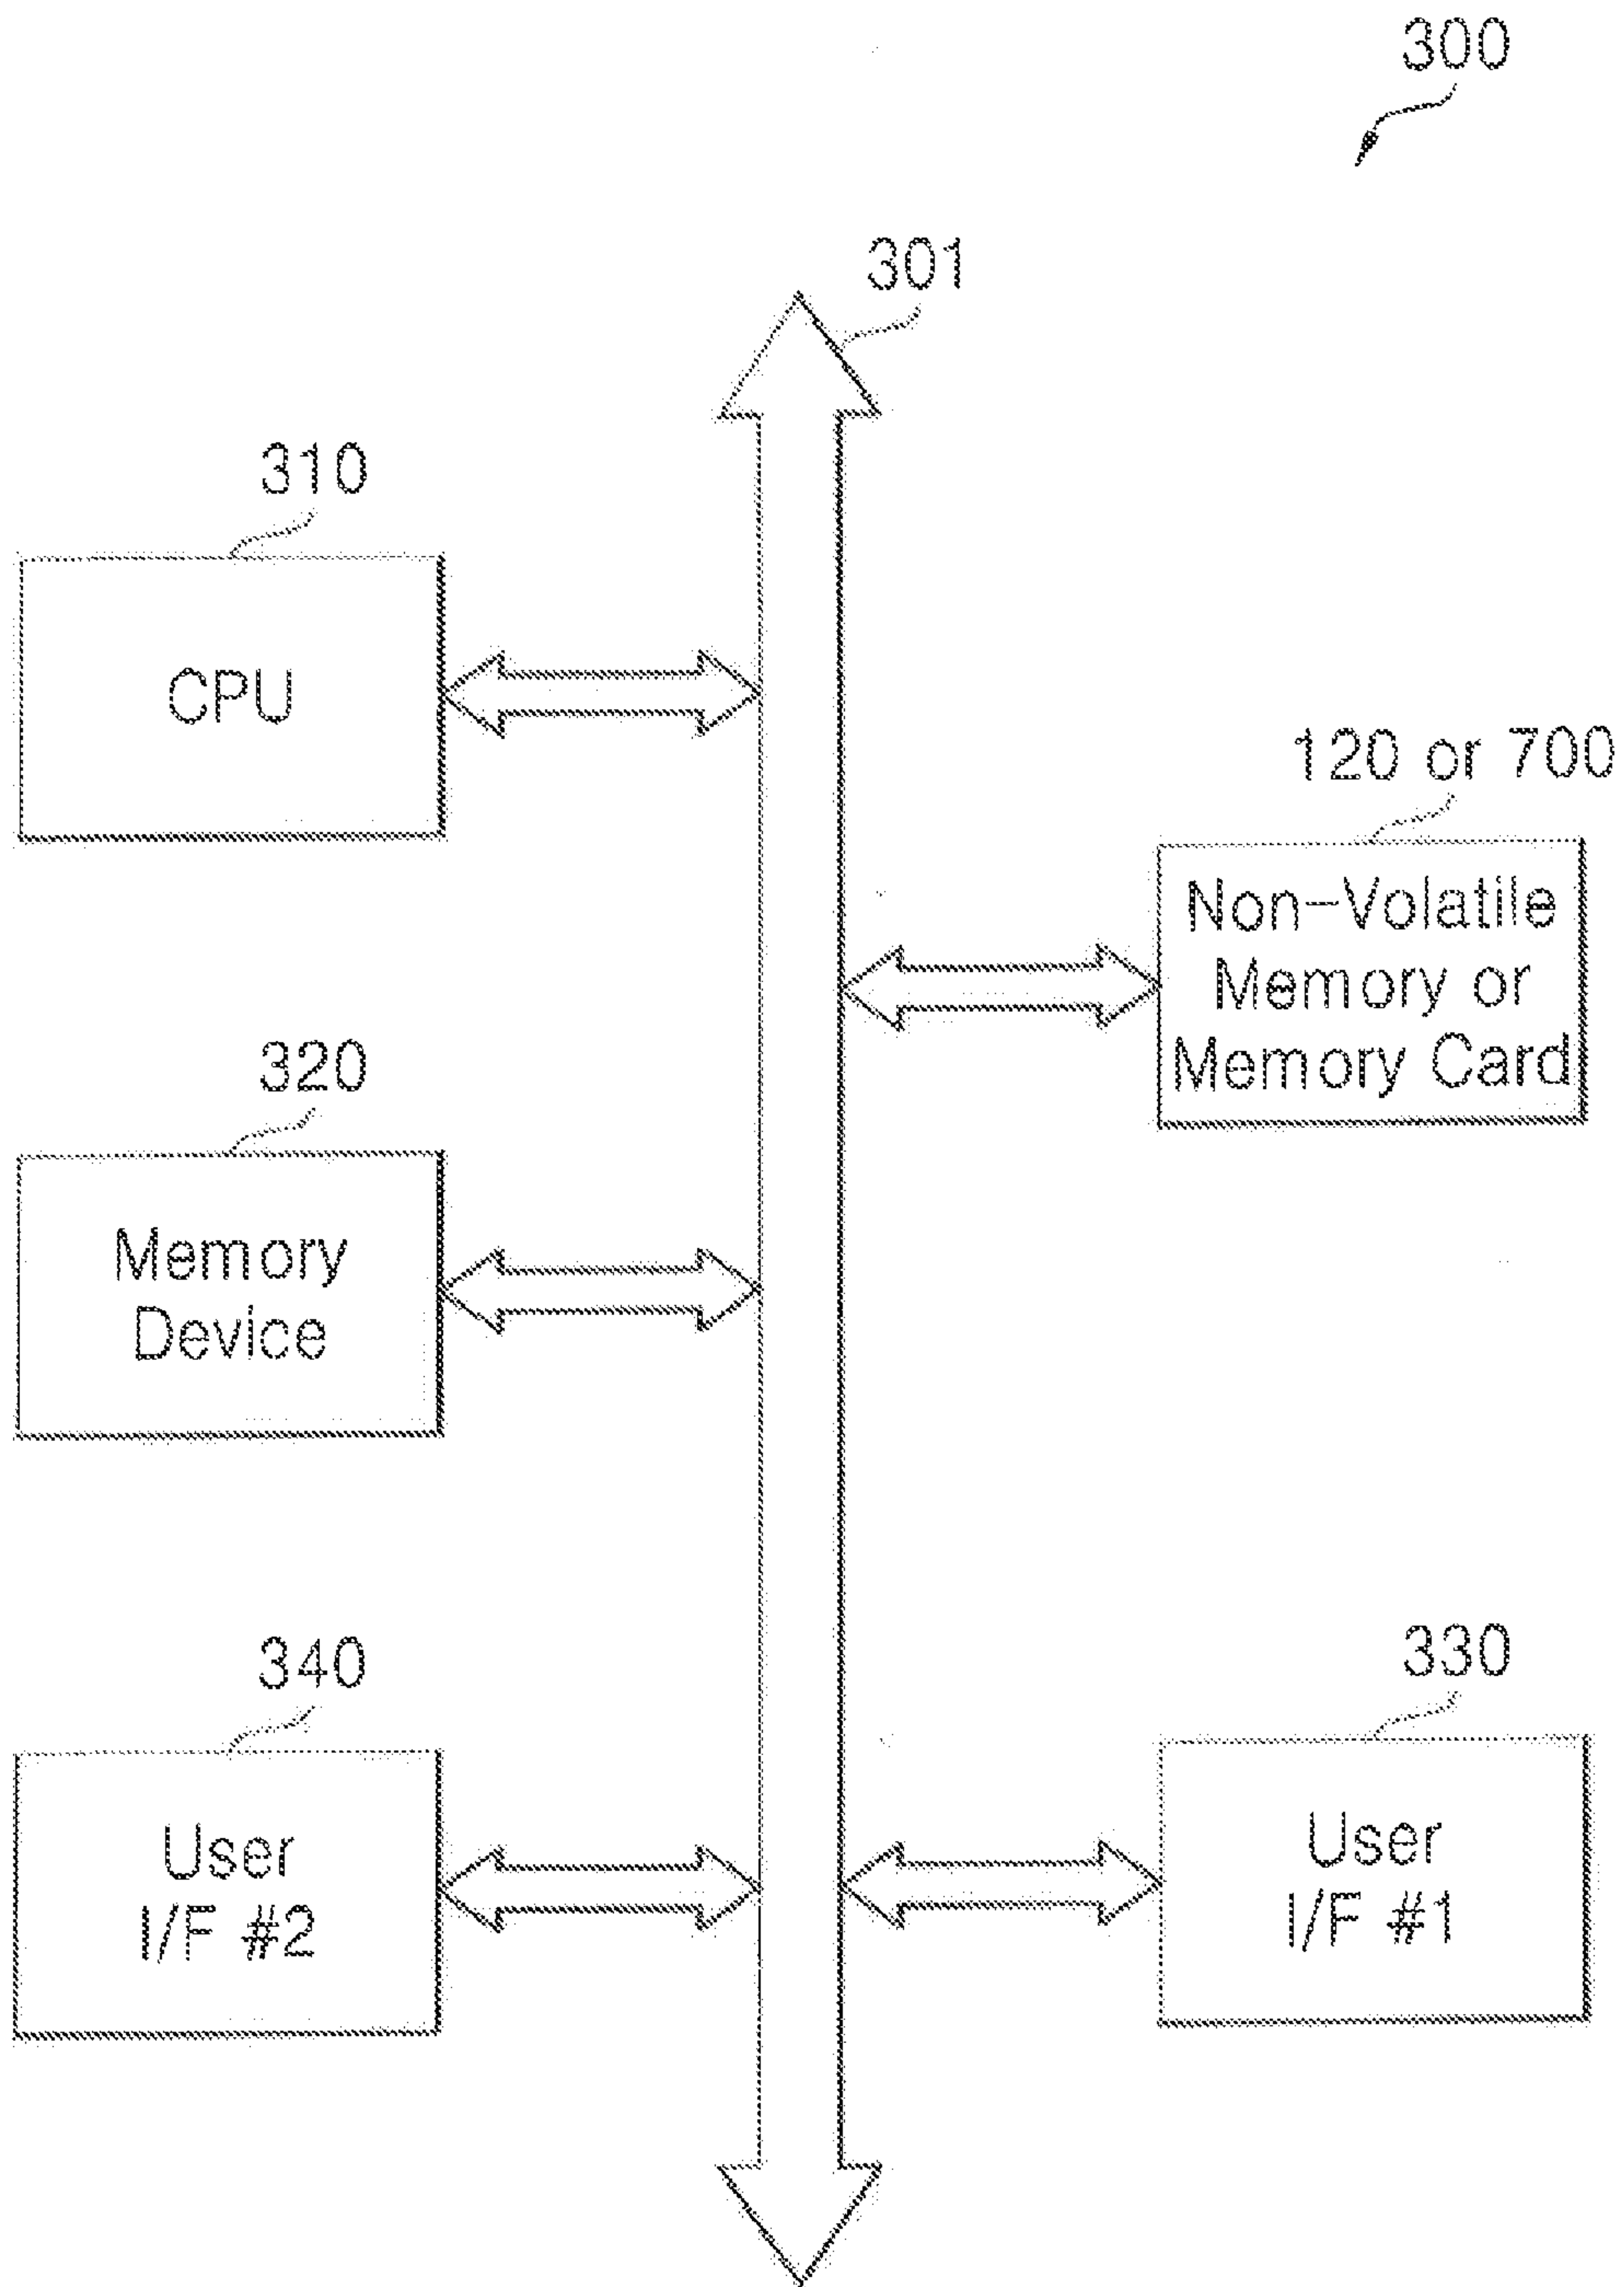 300
301
310
CPU
120 or 700
Non-Volatile
Memory or
Memory Card
320
Memory
Device
340
User
I/F #2
330
User
I/F #1